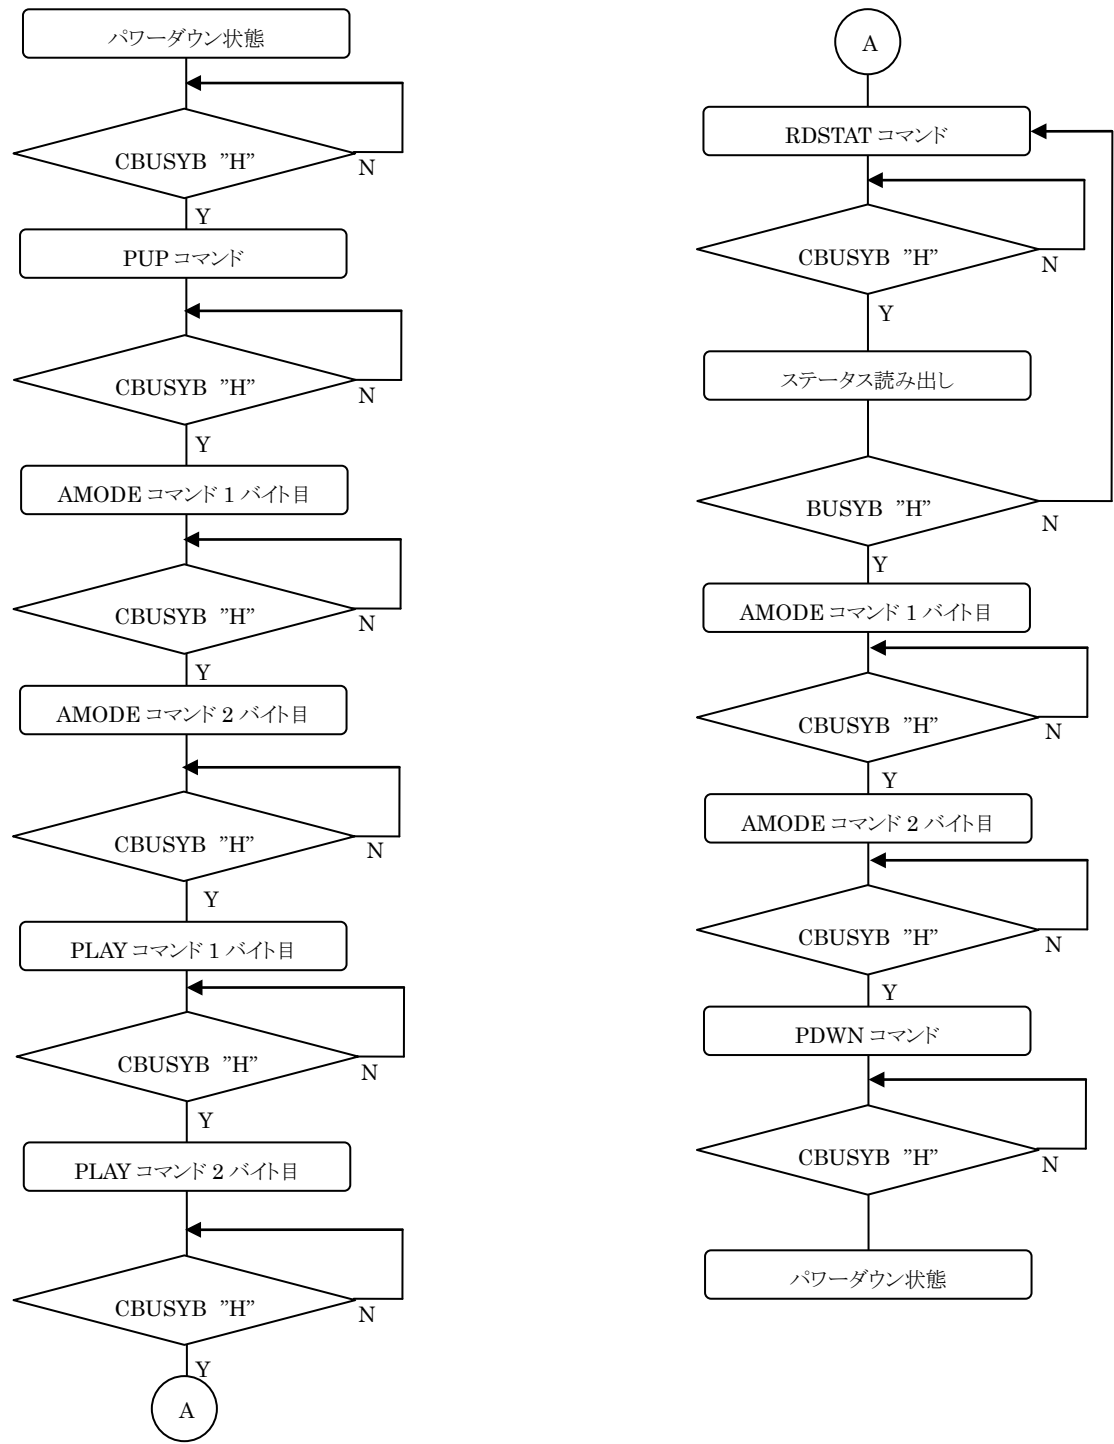 パワーダウン状態
CBUSYB ”H”
N
Y
PUP コマンド
CBUSYB ”H”
N
Y
AMODE コマンド 1 バイト目
CBUSYB ”H”
N
Y
AMODE コマンド 2 バイト目
CBUSYB ”H”
N
Y
PLAY コマンド 1 バイト目
CBUSYB ”H”
N
Y
PLAY コマンド 2 バイト目
CBUSYB ”H”
N
Y
A
A
RDSTAT コマンド
CBUSYB ”H”
N
Y
ステータス読み出し
BUSYB ”H”
N
Y
AMODE コマンド 1 バイト目
CBUSYB ”H”
N
Y
AMODE コマンド 2 バイト目
CBUSYB ”H”
N
Y
PDWN コマンド
CBUSYB ”H”
N
パワーダウン状態